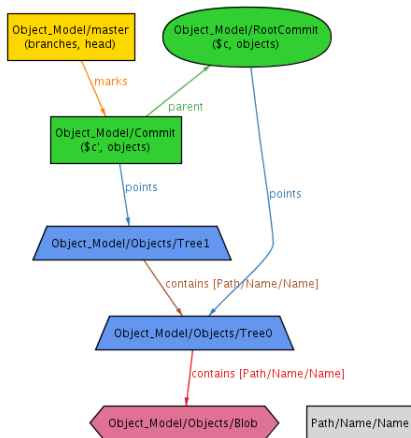 Object_Model/master
(branches, head)
Object_Model/RootCommit
($c, objects)
marks
parent
Object_Model/Commit
($c', objects)
points
points
Object_Model/Objects/Tree1
contains [Path/Name/Name]
Object_Model/Objects/Tree0
contains [Path/Name/Name]
Object_Model/Objects/Blob
Path/Name/Name